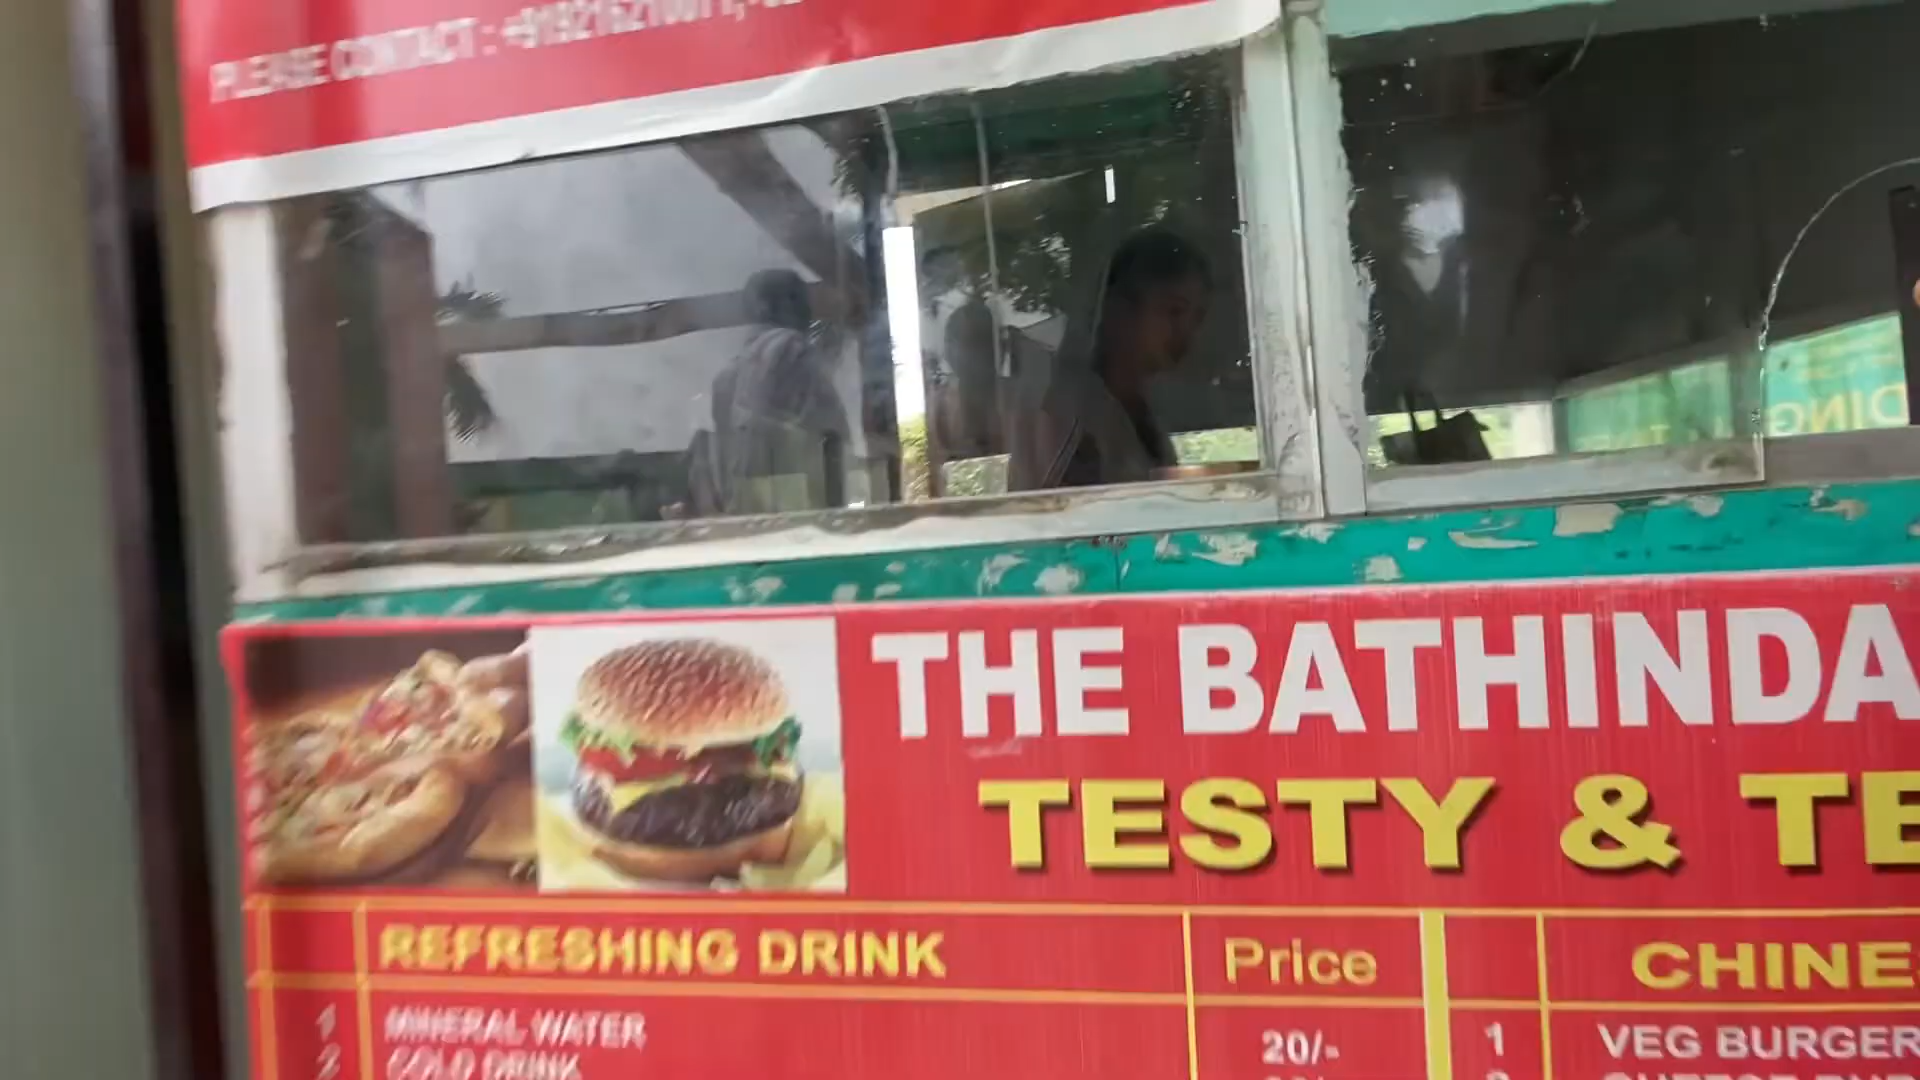 PLEASE CONTACT :
DING
THE BATHINDA
TESTY & TE
REFRESHING DRINK Price CHINE
1 MINERAL WATER 20/- 1 VEG BURGER
2 COLD DRINK